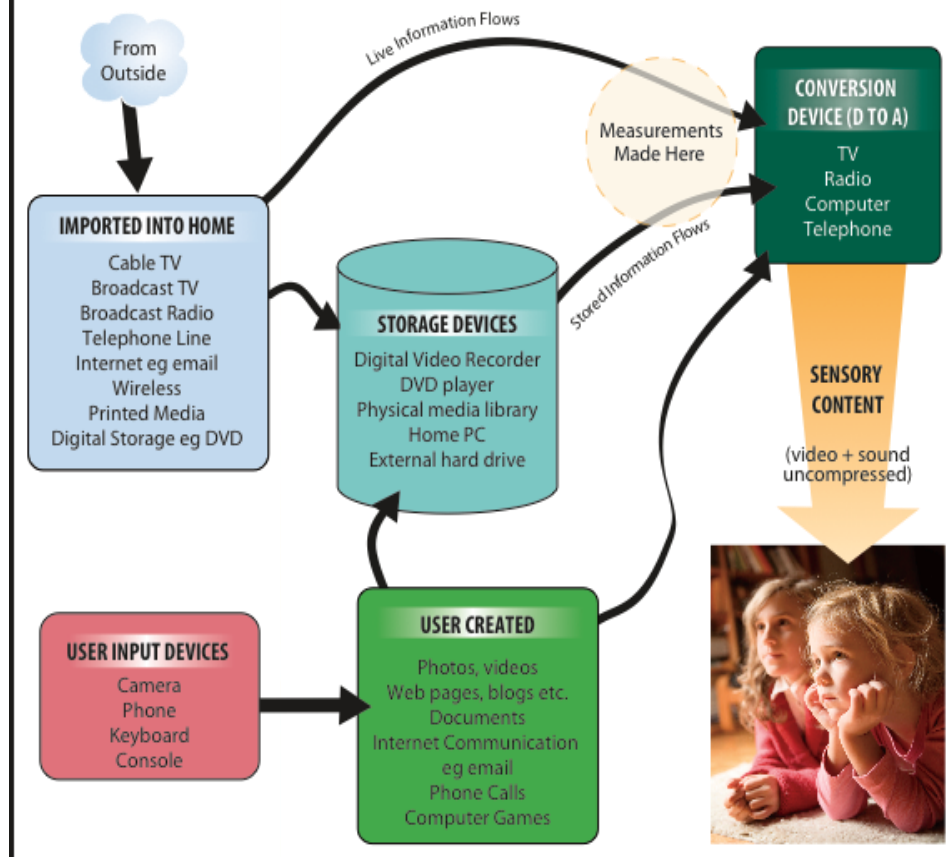 From
Outside
Live Information Flows
Measurements
Made Here
CONVERSION
DEVICE (D TO A)
TV
Radio
Computer
Telephone
IMPORTED INTO HOME
Cable TV
Broadcast TV
Broadcast Radio
Telephone Line
Internet eg email
Wireless
Printed Media
Digital Storage eg DVD
STORAGE DEVICES
Digital Video Recorder
DVD player
Physical media library
Home PC
External hard drive
Stored Information Flows
SENSORY
CONTENT
(video + sound
uncompressed)
USER INPUT DEVICES
Camera
Phone
Keyboard
Console
USER CREATED
Photos, videos
Web pages, blogs etc.
Documents
Internet Communication
eg email
Phone Calls
Computer Games